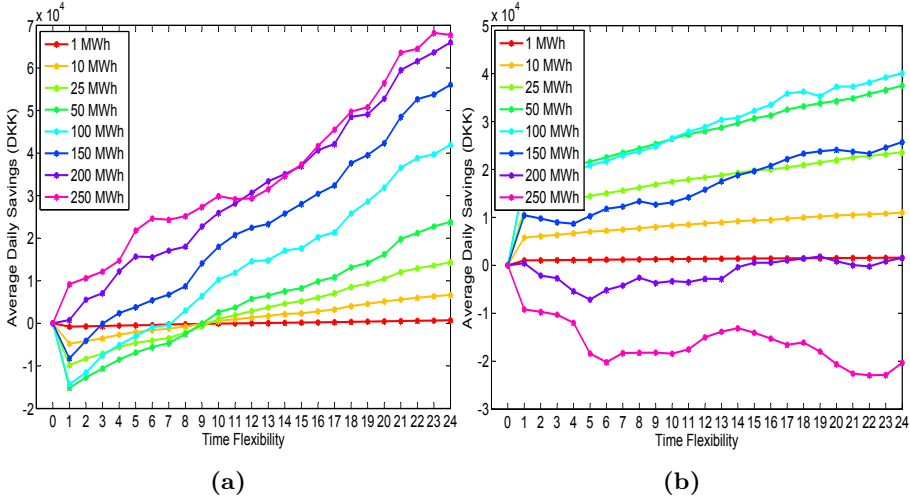 x 10^4
7
6
5
4
3
2
1
0
-1
-2
Average Daily Savings (DKK)
1 MWh
10 MWh
25 MWh
50 MWh
100 MWh
150 MWh
200 MWh
250 MWh
0 1 2 3 4 5 6 7 8 9 10 11 12 13 14 15 16 17 18 19 20 21 22 23 24
Time Flexibility
(a)
x 10^4
5
4
3
2
1
0
-1
-2
-3
Average Daily Savings (DKK)
1 MWh
10 MWh
25 MWh
50 MWh
100 MWh
150 MWh
200 MWh
250 MWh
0 1 2 3 4 5 6 7 8 9 10 11 12 13 14 15 16 17 18 19 20 21 22 23 24
Time Flexibility
(b)